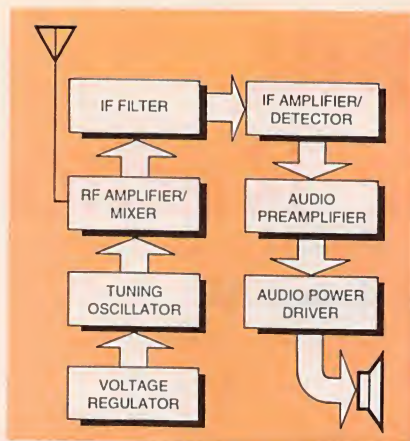 IF FILTER
IF AMPLIFIER/
DETECTOR
RF AMPLIFIER/
MIXER
AUDIO
PREAMPLIFIER
TUNING
OSCILLATOR
AUDIO POWER
DRIVER
VOLTAGE
REGULATOR